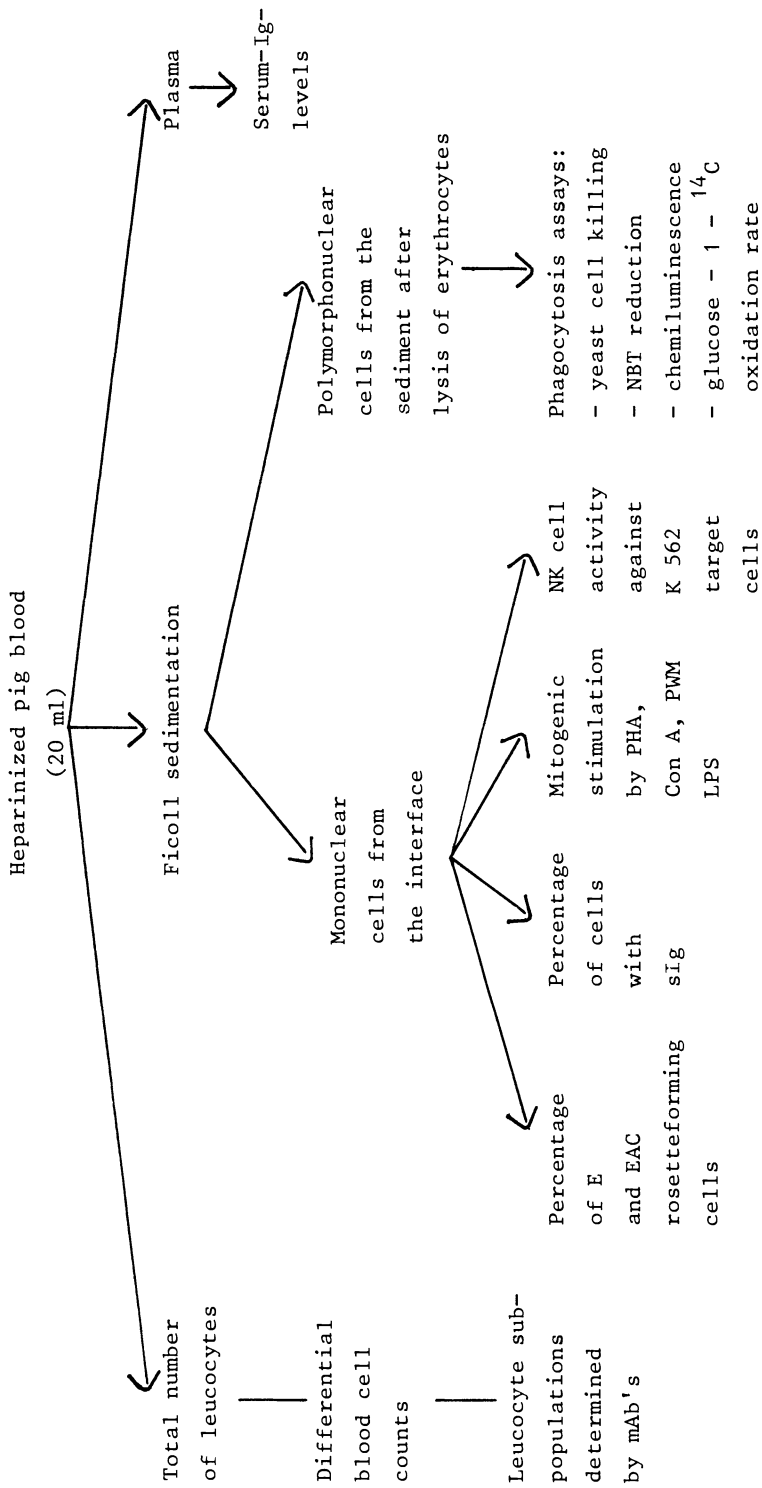 Heparinized pig blood
(20 ml)
Total number
of leucocytes
Differential
blood cell
counts
Leucocyte sub-
populations
determined
by mAb's
Ficoll sedimentation
Mononuclear
cells from
the interface
Percentage
of E
and EAC
rosetteforming
cells
Percentage
of cells
with
sIg
Mitogenic
stimulation
by PHA,
Con A, PWM
LPS
NK cell
activity
against
K 562
target
cells
Polymorphonuclear
cells from the
sediment after
lysis of erythrocytes
Phagocytosis assays:
- yeast cell killing
- NBT reduction
- chemiluminescence
- glucose - 1 - 14C
oxidation rate
Plasma
Serum-Ig-
levels